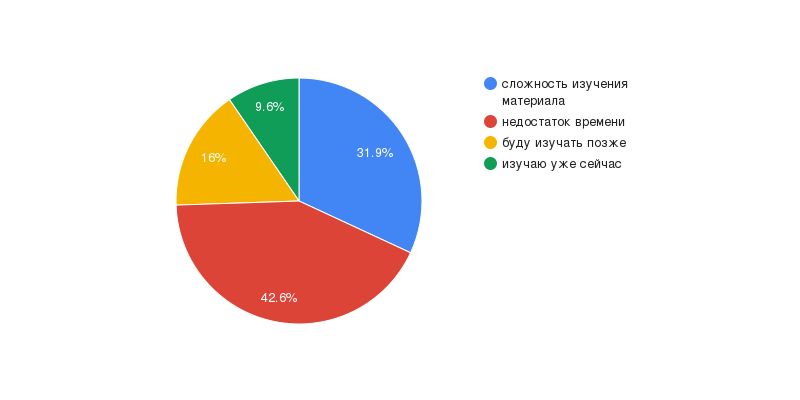 9.6%
31.9%
16%
42.6%
сложность изучения
материала
недостаток времени
буду изучать позже
изучаю уже сейчас